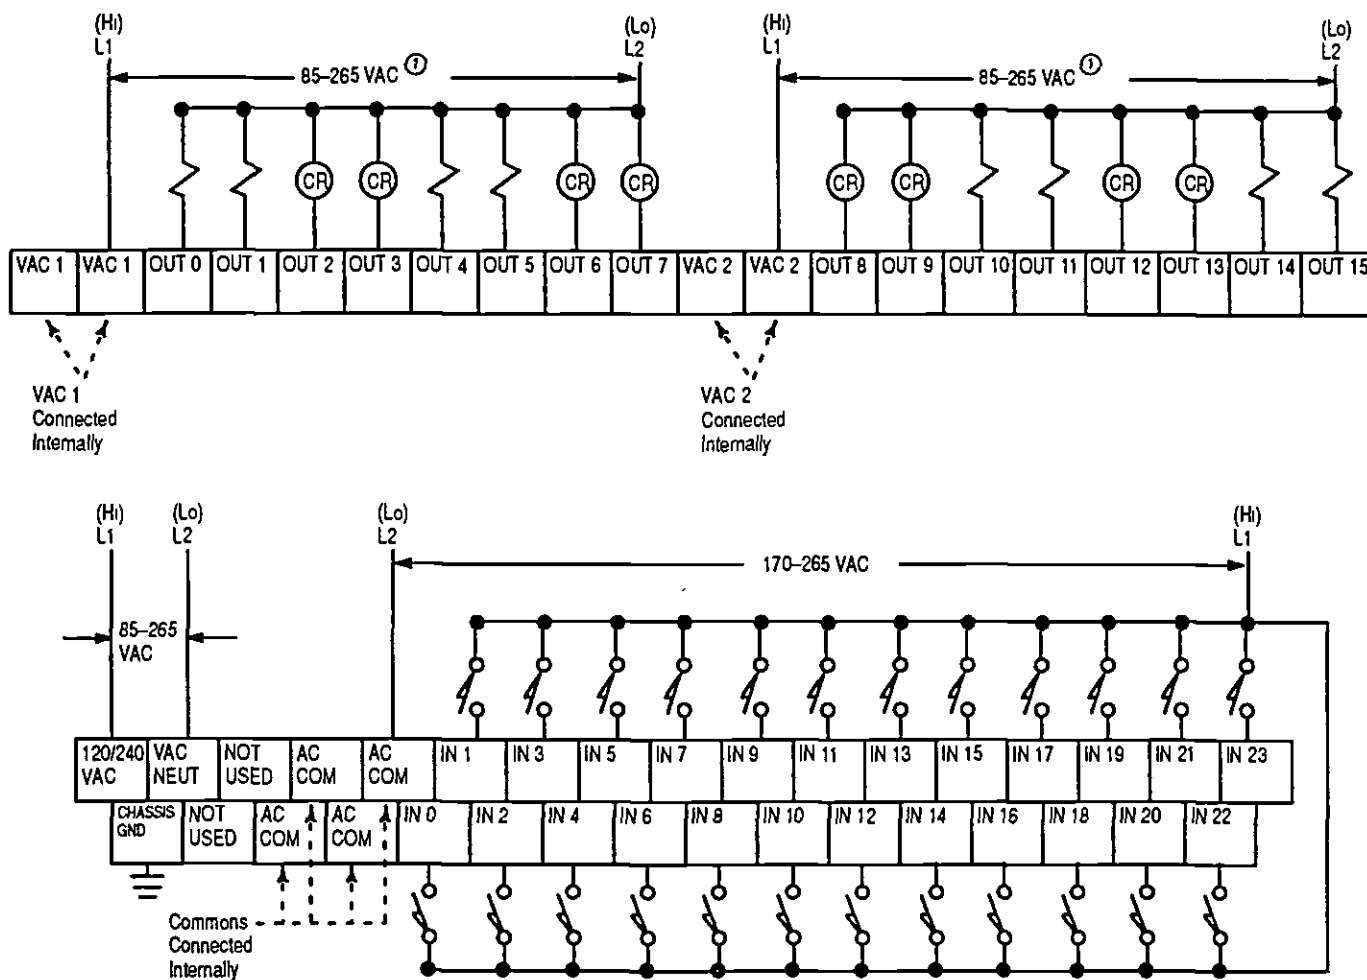 (Hi) (Lo) (Hi) (Lo)
L1 L2 L1 L2
85–265 VAC ① 85–265 VAC ①
CR CR CR CR CR CR CR CR
VAC 1 VAC 1 OUT 0 OUT 1 OUT 2 OUT 3 OUT 4 OUT 5 OUT 6 OUT 7 VAC 2 VAC 2 OUT 8 OUT 9 OUT 10 OUT 11 OUT 12 OUT 13 OUT 14 OUT 15
VAC 1
Connected
Internally
VAC 2
Connected
Internally
(Hi) (Lo) (Lo) (Hi)
L1 L2 L2 L1
170–265 VAC
85–265
VAC
120/240
VAC
VAC
NEUT
NOT
USED
AC
COM
AC
COM
IN 1 IN 3 IN 5 IN 7 IN 9 IN 11 IN 13 IN 15 IN 17 IN 19 IN 21 IN 23
CHASSIS
GND
NOT
USED
AC
COM
AC
COM
IN 0 IN 2 IN 4 IN 6 IN 8 IN 10 IN 12 IN 14 IN 16 IN 18 IN 20 IN 22
Commons
Connected
Internally